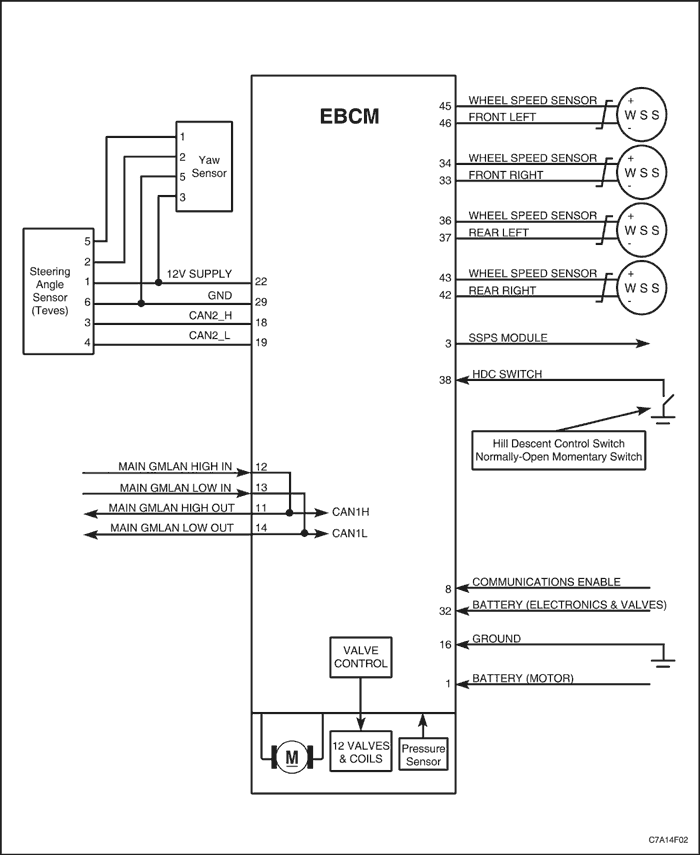 EBCM
1
2
5
3
Yaw
Sensor
5
2
1
6
3
4
Steering
Angle
Sensor
(Teves)
12V SUPPLY 22
GND 29
CAN2_H 18
CAN2_L 19
MAIN GMLAN HIGH IN 12
MAIN GMLAN LOW IN 13
MAIN GMLAN HIGH OUT 11 CAN1H
MAIN GMLAN LOW OUT 14 CAN1L
45 WHEEL SPEED SENSOR +
46 FRONT LEFT W S S
-
34 WHEEL SPEED SENSOR +
33 FRONT RIGHT W S S
-
36 WHEEL SPEED SENSOR +
37 REAR LEFT W S S
-
43 WHEEL SPEED SENSOR +
42 REAR RIGHT W S S
-
3 SSPS MODULE
38 HDC SWITCH
Hill Descent Control Switch
Normally-Open Momentary Switch
8 COMMUNICATIONS ENABLE
32 BATTERY (ELECTRONICS & VALVES)
16 GROUND
1 BATTERY (MOTOR)
VALVE
CONTROL
M
12 VALVES
& COILS
Pressure
Sensor
C7A14F02